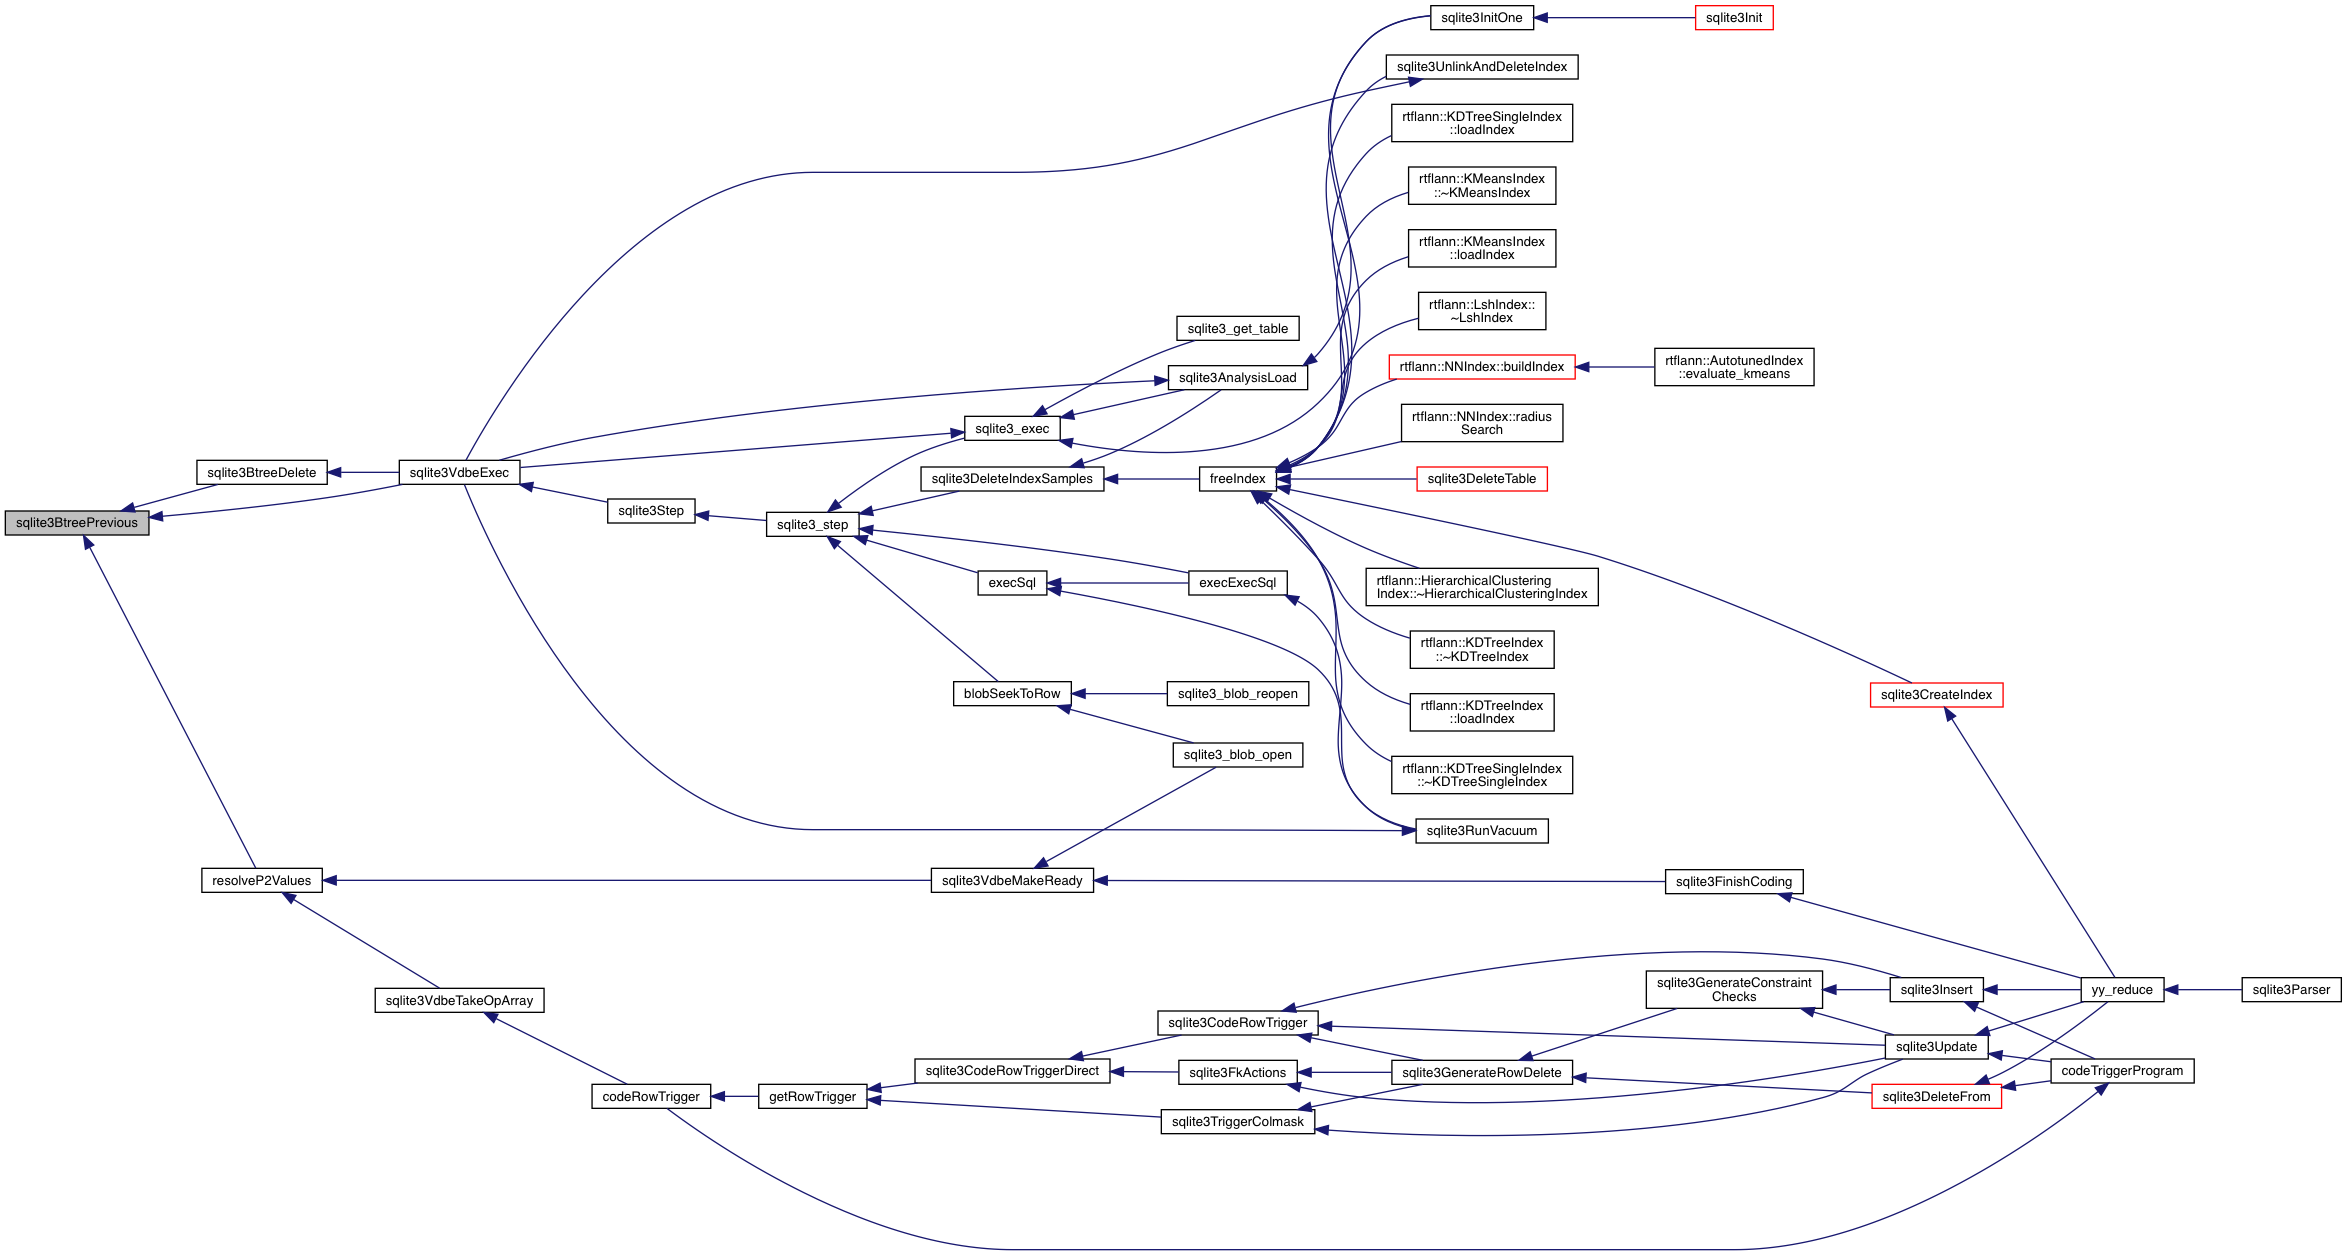 sqlite3InitOne
sqlite3Init
sqlite3UnlinkAndDeleteIndex
rtflann::KDTreeSingleIndex
::loadIndex
rtflann::KMeansIndex
::~KMeansIndex
rtflann::KMeansIndex
::loadIndex
rtflann::LshIndex::
~LshIndex
sqlite3_get_table
rtflann::NNIndex::buildIndex
rtflann::AutotunedIndex
::evaluate_kmeans
sqlite3AnalysisLoad
rtflann::NNIndex::radius
Search
sqlite3_exec
sqlite3BtreeDelete
sqlite3VdbeExec
sqlite3DeleteIndexSamples
freeIndex
sqlite3DeleteTable
sqlite3Step
sqlite3BtreePrevious
sqlite3_step
execSql
execExecSql
rtflann::HierarchicalClustering
Index::~HierarchicalClusteringIndex
rtflann::KDTreeIndex
::~KDTreeIndex
blobSeekToRow
sqlite3_blob_reopen
sqlite3CreateIndex
rtflann::KDTreeIndex
::loadIndex
sqlite3_blob_open
rtflann::KDTreeSingleIndex
::~KDTreeSingleIndex
sqlite3RunVacuum
resolveP2Values
sqlite3VdbeMakeReady
sqlite3FinishCoding
sqlite3VdbeTakeOpArray
sqlite3GenerateConstraint
Checks
sqlite3Insert
yy_reduce
sqlite3Parser
sqlite3CodeRowTrigger
sqlite3Update
sqlite3CodeRowTriggerDirect
sqlite3FkActions
sqlite3GenerateRowDelete
codeTriggerProgram
codeRowTrigger
getRowTrigger
sqlite3DeleteFrom
sqlite3TriggerColmask